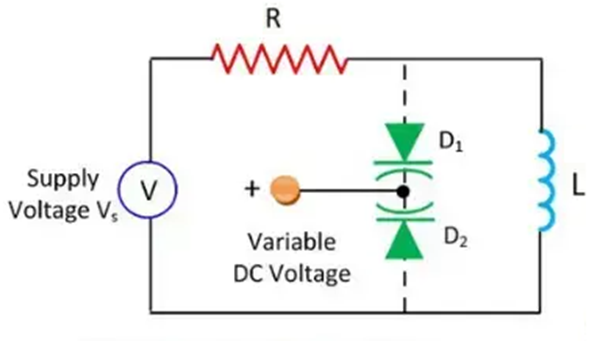 R
D₁
Supply
Voltage Vₛ
V
+
L
Variable
DC Voltage
D₂